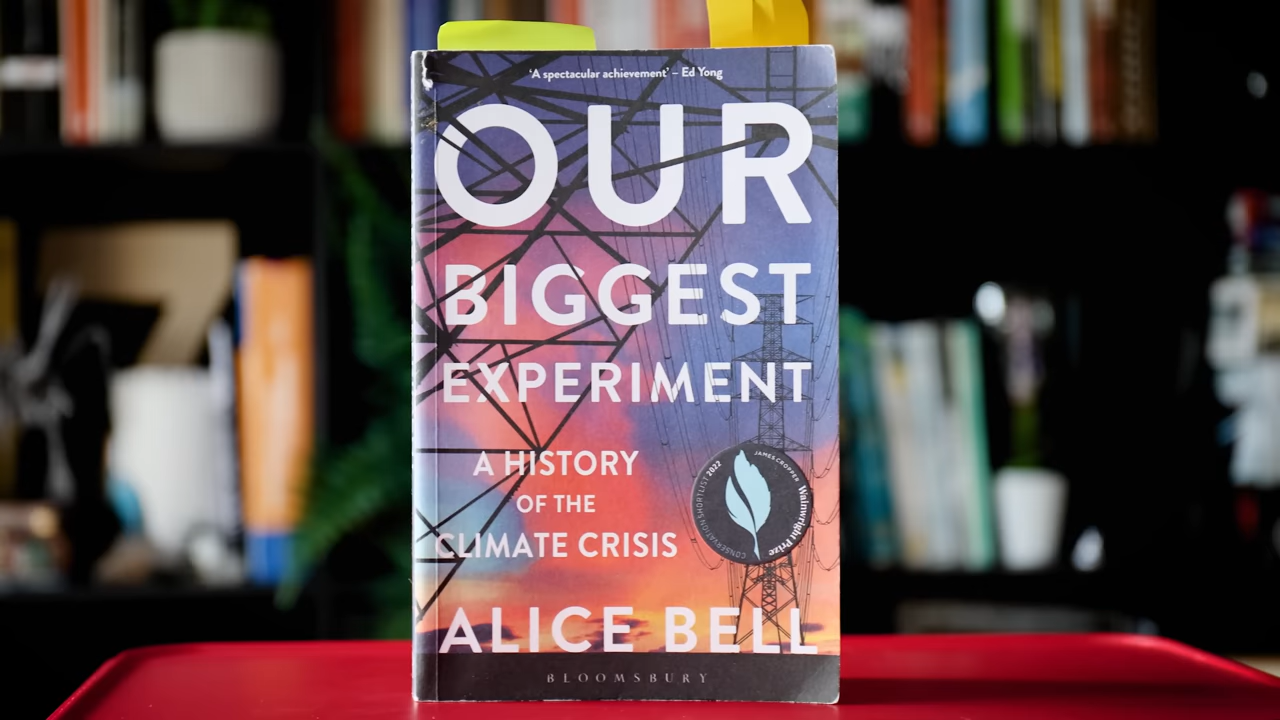 'A spectacular achievement' – Ed Yong
OUR
BIGGEST
EXPERIMENT
A HISTORY
OF THE
CLIMATE CRISIS
CONSERVATION SHORTLIST 2022
JAMES CROPPER
Wainwright Prize
ALICE BELL
BLOOMSBURY